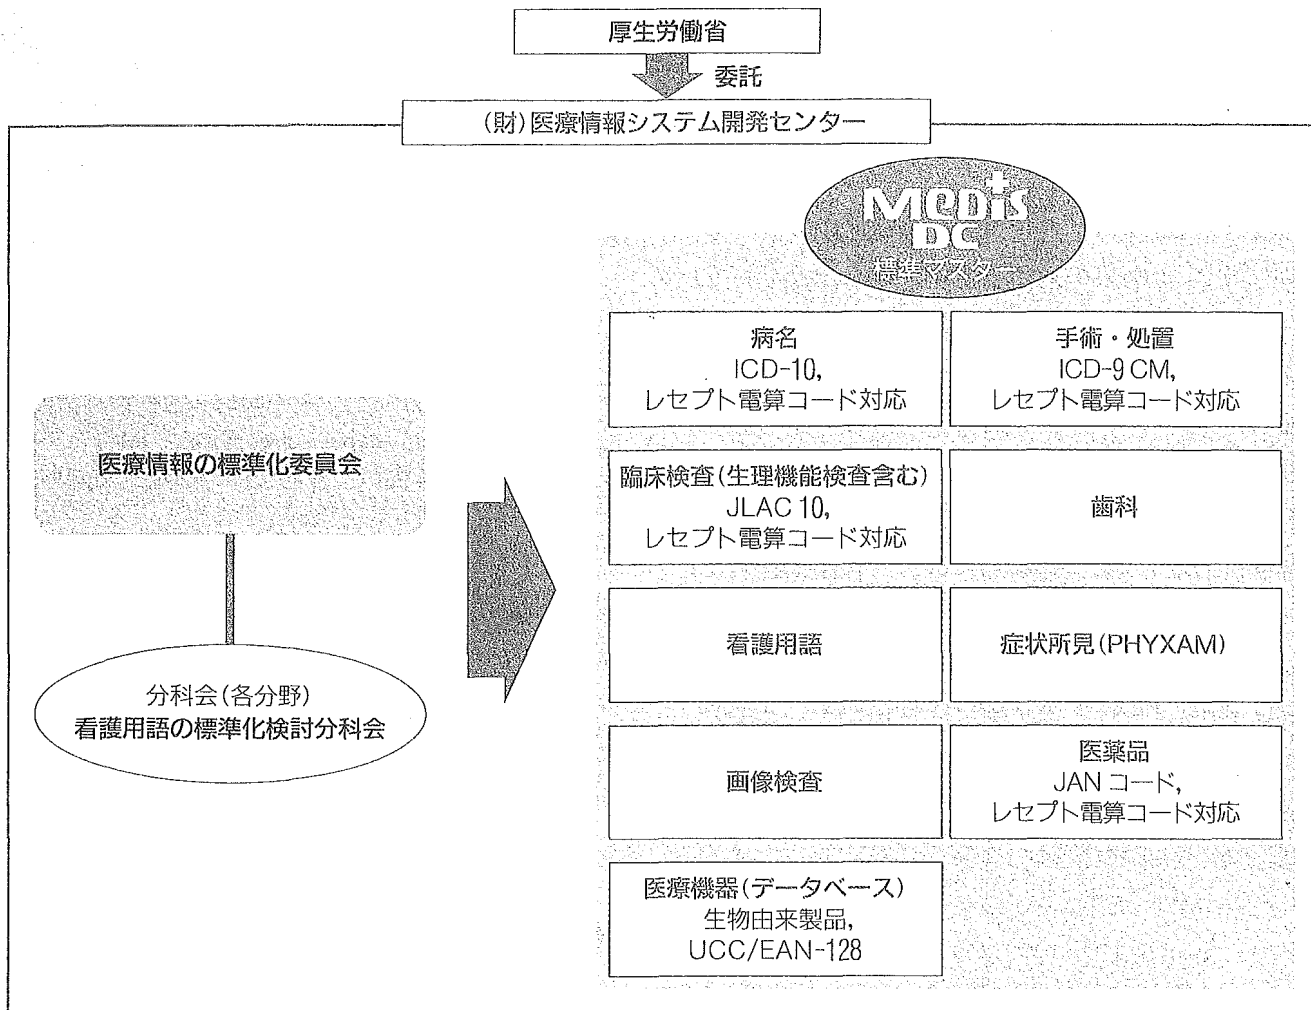 厚生労働省
委託
(財)医療情報システム開発センター
MEDiS
DC
標準マスター
病名
ICD-10,
レセプト電算コード対応
手術・処置
ICD-9 CM,
レセプト電算コード対応
医療情報の標準化委員会
臨床検査(生理機能検査含む)
JLAC 10,
レセプト電算コード対応
歯科
看護用語
症状所見(PHYXAM)
分科会(各分野)
看護用語の標準化検討分科会
画像検査
医薬品
JAN コード,
レセプト電算コード対応
医療機器(データベース)
生物由来製品,
UCC/EAN-128